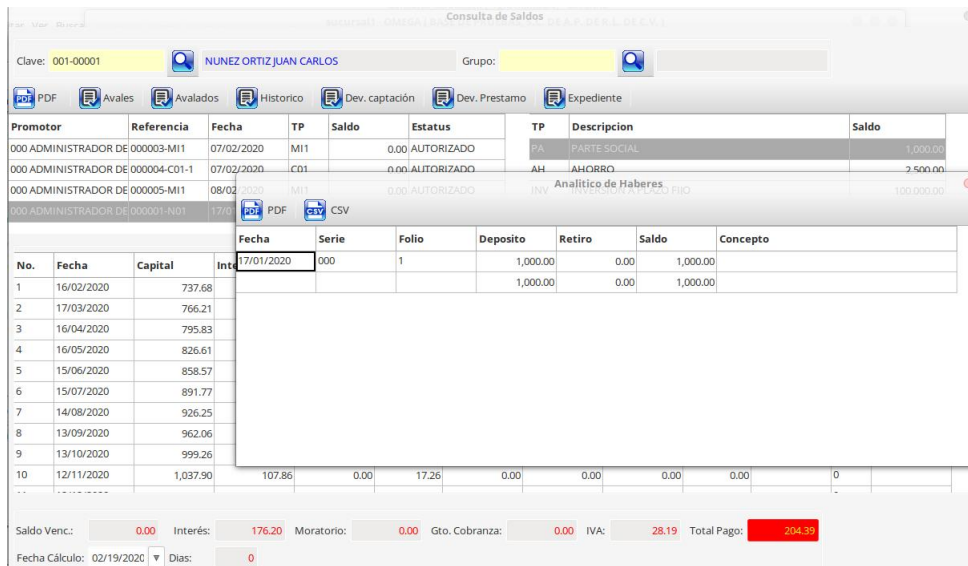 Consulta de Saldos
Clave: 001-00001 NUNEZ ORTIZ JUAN CARLOS Grupo:
PDF Avales Avalados Historico Dev. captación Dev. Prestamo Expediente
Promotor Referencia Fecha TP Saldo Estatus TP Descripcion Saldo
000 ADMINISTRADOR DE 000003-MI1 07/02/2020 MI1 0.00 AUTORIZADO PA PARTE SOCIAL 1,000.00
000 ADMINISTRADOR DE 000004-C01-1 07/02/2020 C01 0.00 AUTORIZADO AH AHORRO 2,500.00
000 ADMINISTRADOR DE 000005-MI1 08/02/2020 MI1 0.00 AUTORIZADO INV INVERSION A PLAZO FIJO 100,000.00
000 ADMINISTRADOR DE 000001-N01 17/01
Analitico de Haberes
PDF CSV
Fecha Serie Folio Deposito Retiro Saldo Concepto
17/01/2020 000 1 1,000.00 0.00 1,000.00
1,000.00 0.00 1,000.00
No. Fecha Capital Inte
1 16/02/2020 737.68
2 17/03/2020 766.21
3 16/04/2020 795.83
4 16/05/2020 826.61
5 15/06/2020 858.57
6 15/07/2020 891.77
7 14/08/2020 926.25
8 13/09/2020 962.06
9 13/10/2020 999.26
10 12/11/2020 1,037.90 107.86 0.00 17.26 0.00 0.00 0.00 0.00 0
Saldo Venc.: 0.00 Interés: 176.20 Moratorio: 0.00 Gto. Cobranza: 0.00 IVA: 28.19 Total Pago: 204.39
Fecha Cálculo: 02/19/2020 Dias: 0